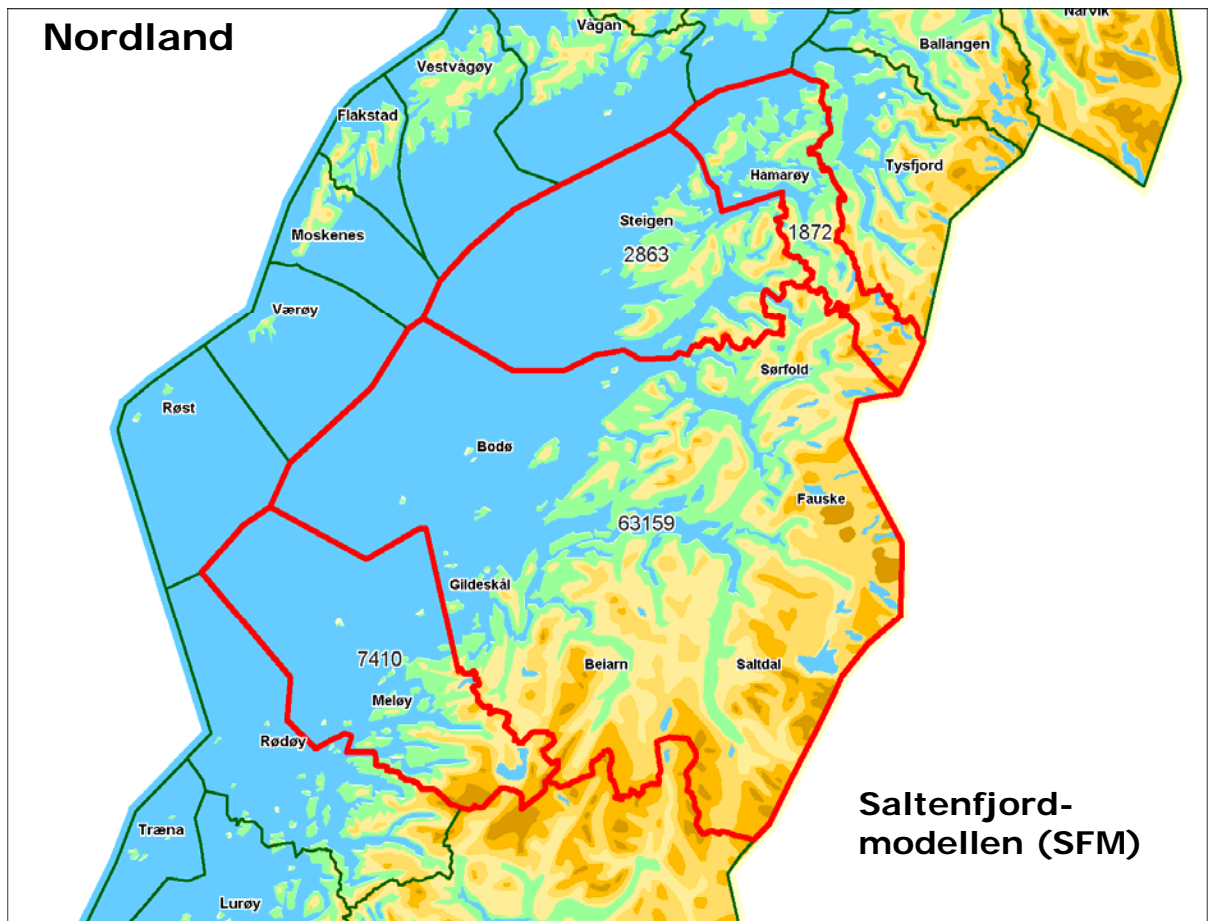 Nordland
Narvik
Vågan
Ballangen
Vestvågøy
Flakstad
Tysfjord
Hamarøy
Steigen
1872
Moskenes
2863
Værøy
Sørfold
Røst
Bodø
Fauske
63159
Gildeskål
7410
Beiarn
Saltdal
Meløy
Rødøy
Saltenfjord-
modellen (SFM)
Træna
Lurøy